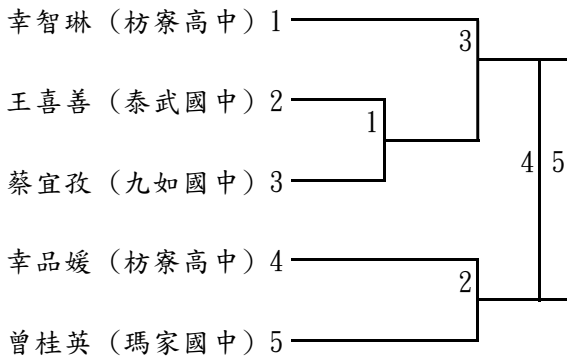 幸智琳（枋寮高中）1
3
王喜善（泰武國中）2
1
4 5
蔡宜孜（九如國中）3
幸品媛（枋寮高中）4
2
曾桂英（瑪家國中）5